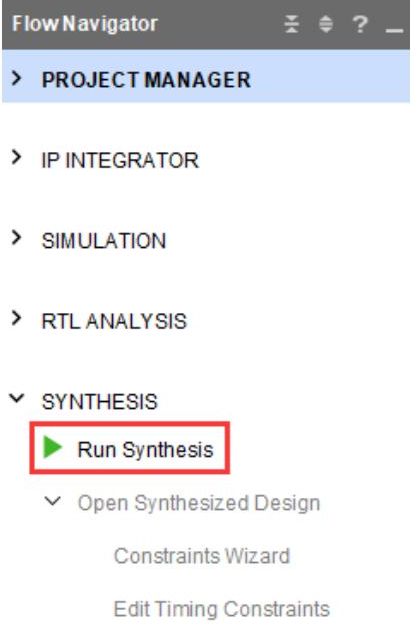 Flow Navigator ?
PROJECT MANAGER
IP INTEGRATOR
SIMULATION
RTL ANALYSIS
SYNTHESIS
Run Synthesis
Open Synthesized Design
Constraints Wizard
Edit Timing Constraints